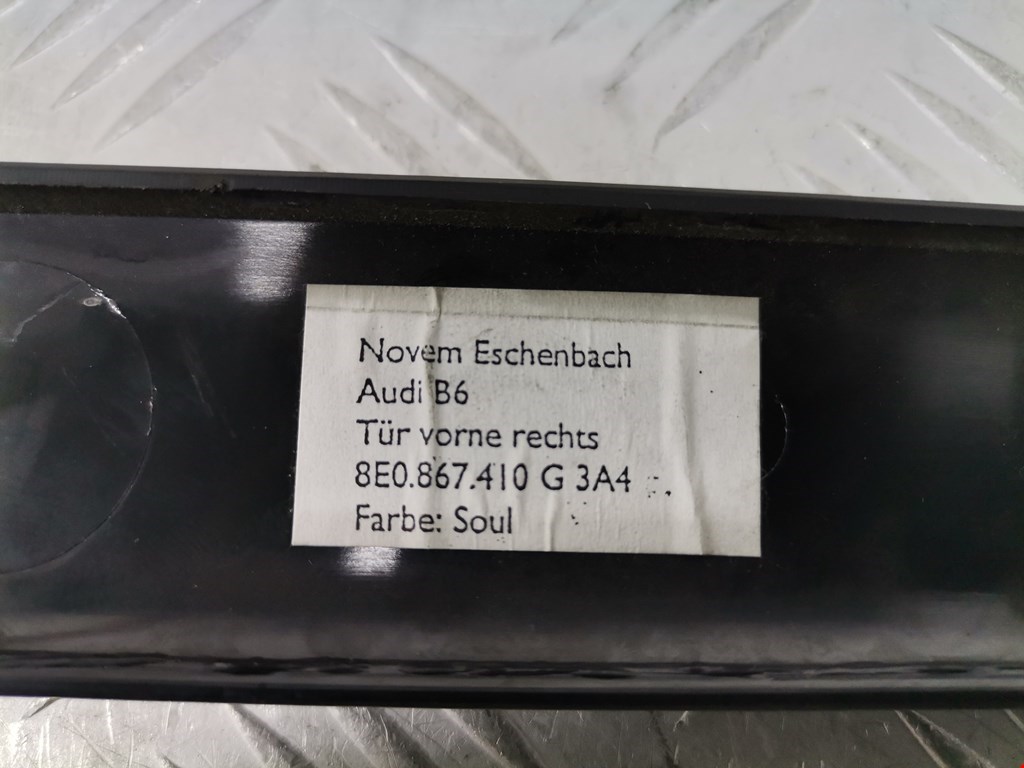 Novem Eschenbach
Audi B6
Tür vorne rechts
8E0.867.410 G 3A4
Farbe: Soul